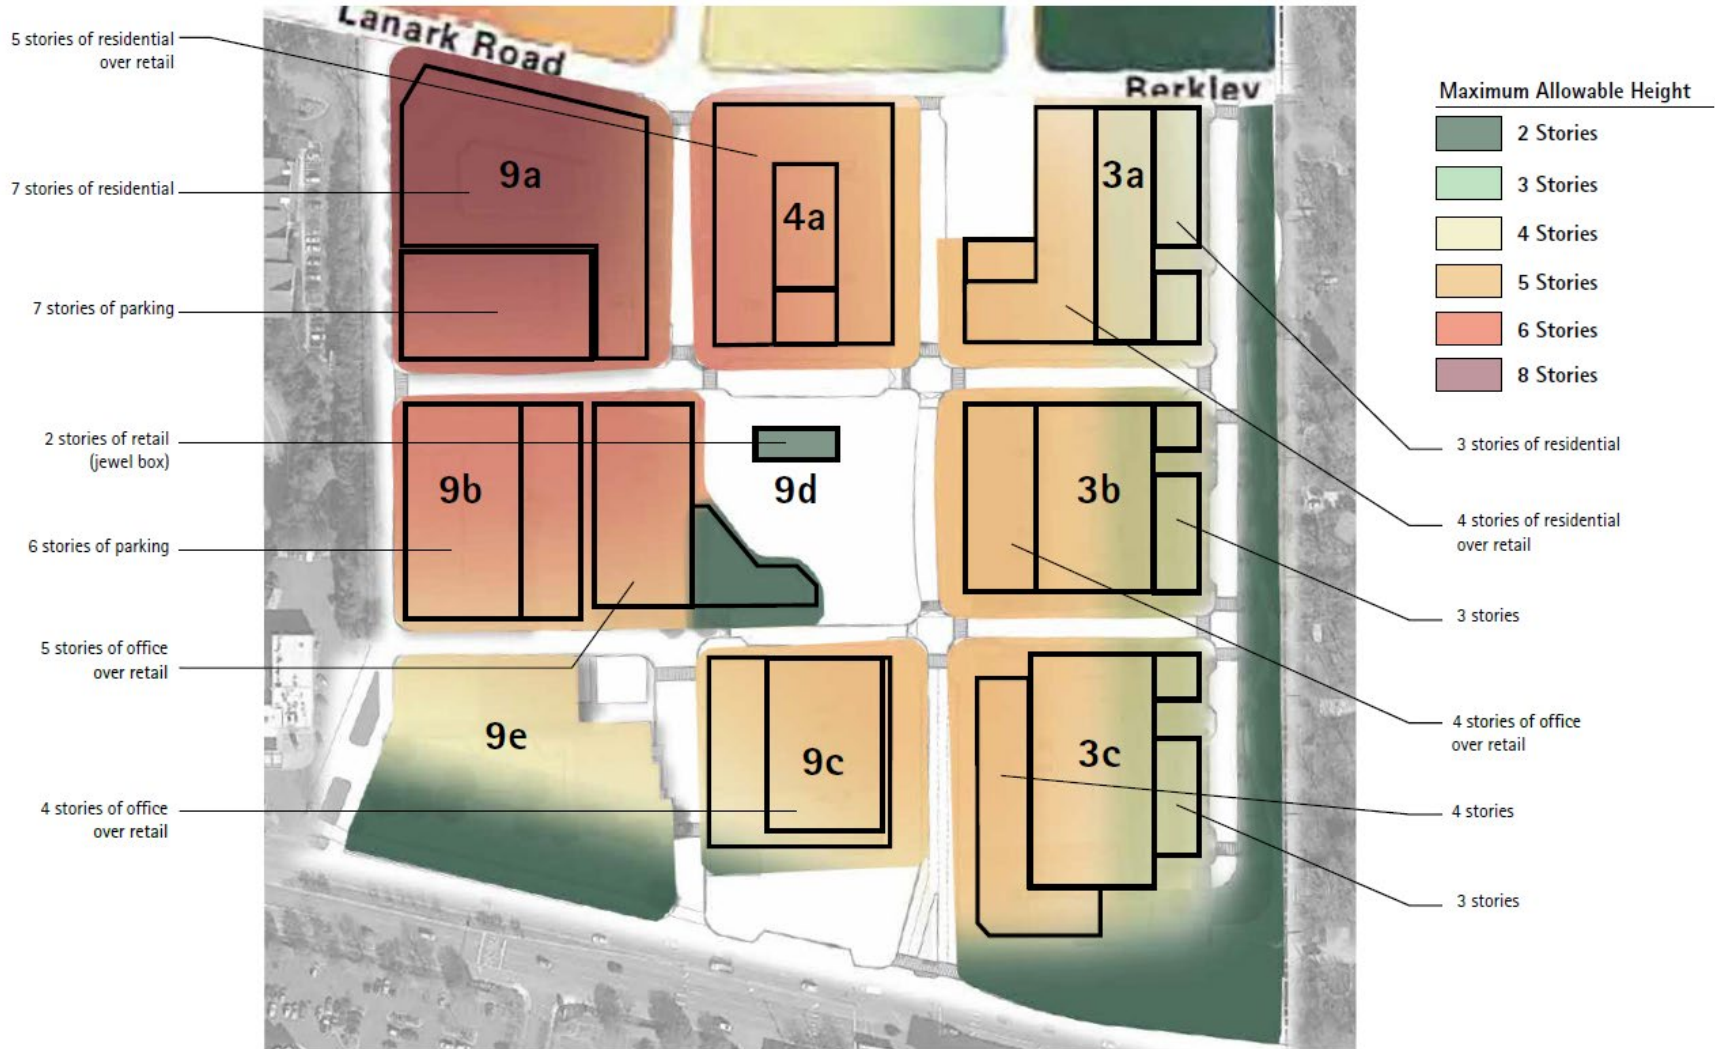 Lanark Road
Berkley
5 stories of residential
over retail
7 stories of residential
7 stories of parking
2 stories of retail
(jewel box)
6 stories of parking
5 stories of office
over retail
4 stories of office
over retail
9a
4a
3a
9b
9d
3b
9e
9c
3c
Maximum Allowable Height
2 Stories
3 Stories
4 Stories
5 Stories
6 Stories
8 Stories
3 stories of residential
4 stories of residential
over retail
3 stories
4 stories of office
over retail
4 stories
3 stories